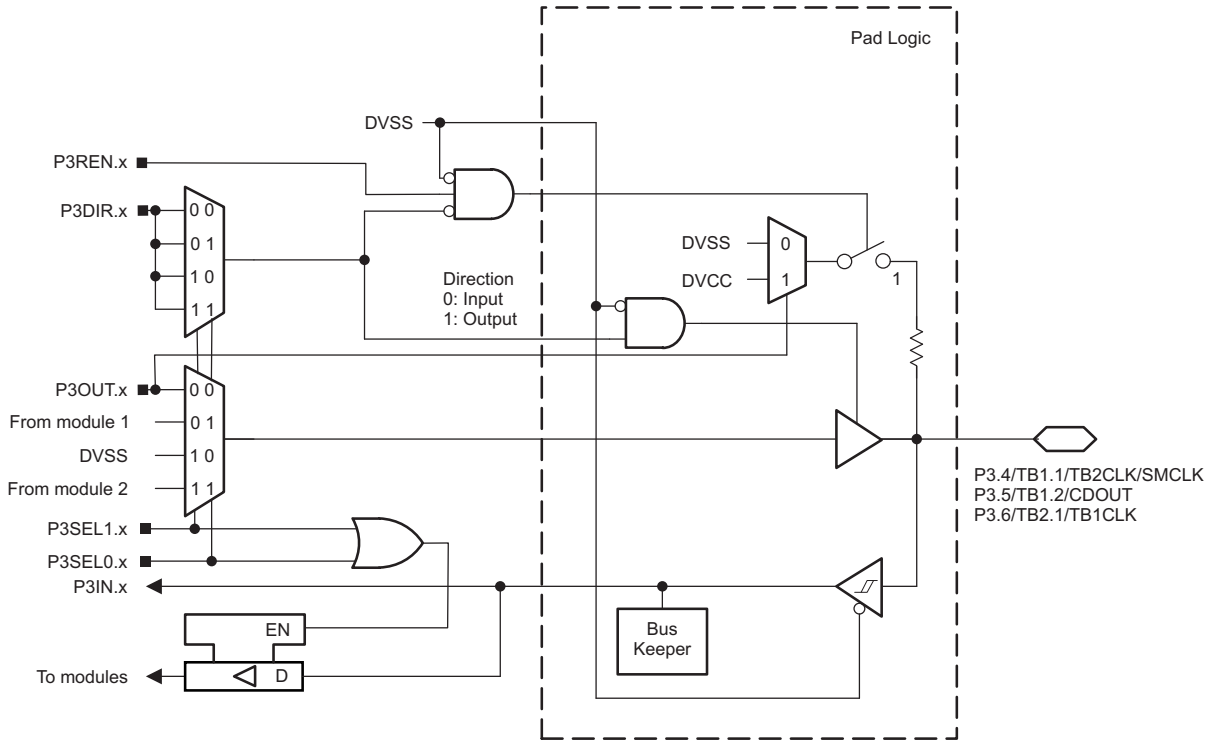 Pad Logic
DVSS
P3REN.x
P3DIR.x
0 0
0 1
1 0
1 1
Direction
0: Input
1: Output
DVSS
0
DVCC
1
1
P3OUT.x
0 0
From module 1
0 1
DVSS
1 0
From module 2
1 1
P3.4/TB1.1/TB2CLK/SMCLK
P3.5/TB1.2/CDOUT
P3.6/TB2.1/TB1CLK
P3SEL1.x
P3SEL0.x
P3IN.x
EN
Bus
Keeper
To modules
D